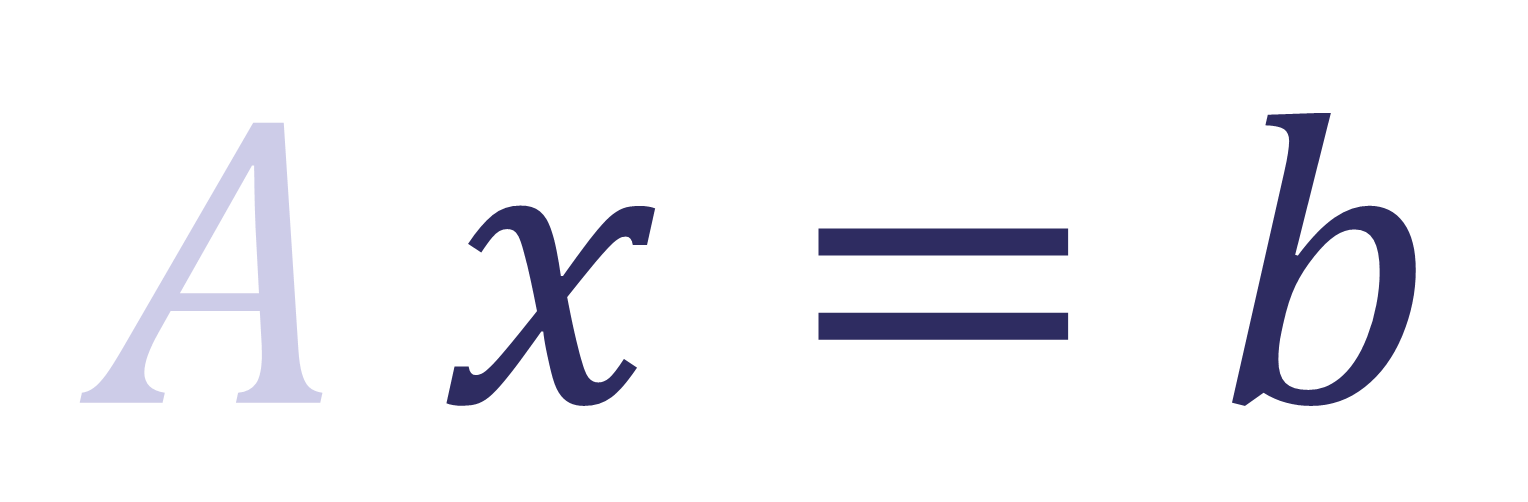 A x = b